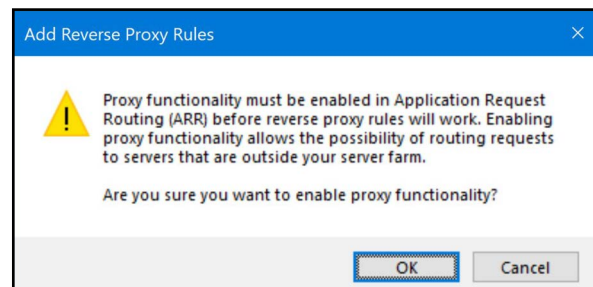 Add Reverse Proxy Rules
Proxy functionality must be enabled in Application Request
Routing (ARR) before reverse proxy rules will work. Enabling
proxy functionality allows the possibility of routing requests
to servers that are outside your server farm.
Are you sure you want to enable proxy functionality?
OK
Cancel